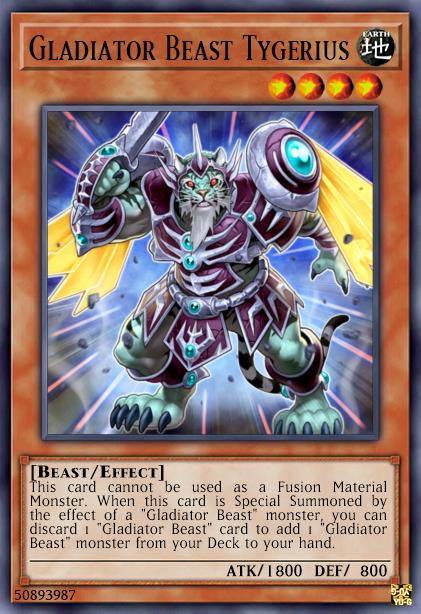 GLADIATOR BEAST TYGERIUS
EARTH
地
[BEAST/EFFECT]
This card cannot be used as a Fusion Material
Monster. When this card is Special Summoned by
the effect of a "Gladiator Beast" monster, you can
discard 1 "Gladiator Beast" card to add 1 "Gladiator
Beast" monster from your Deck to your hand.
ATK/1800 DEF/ 800
50893987